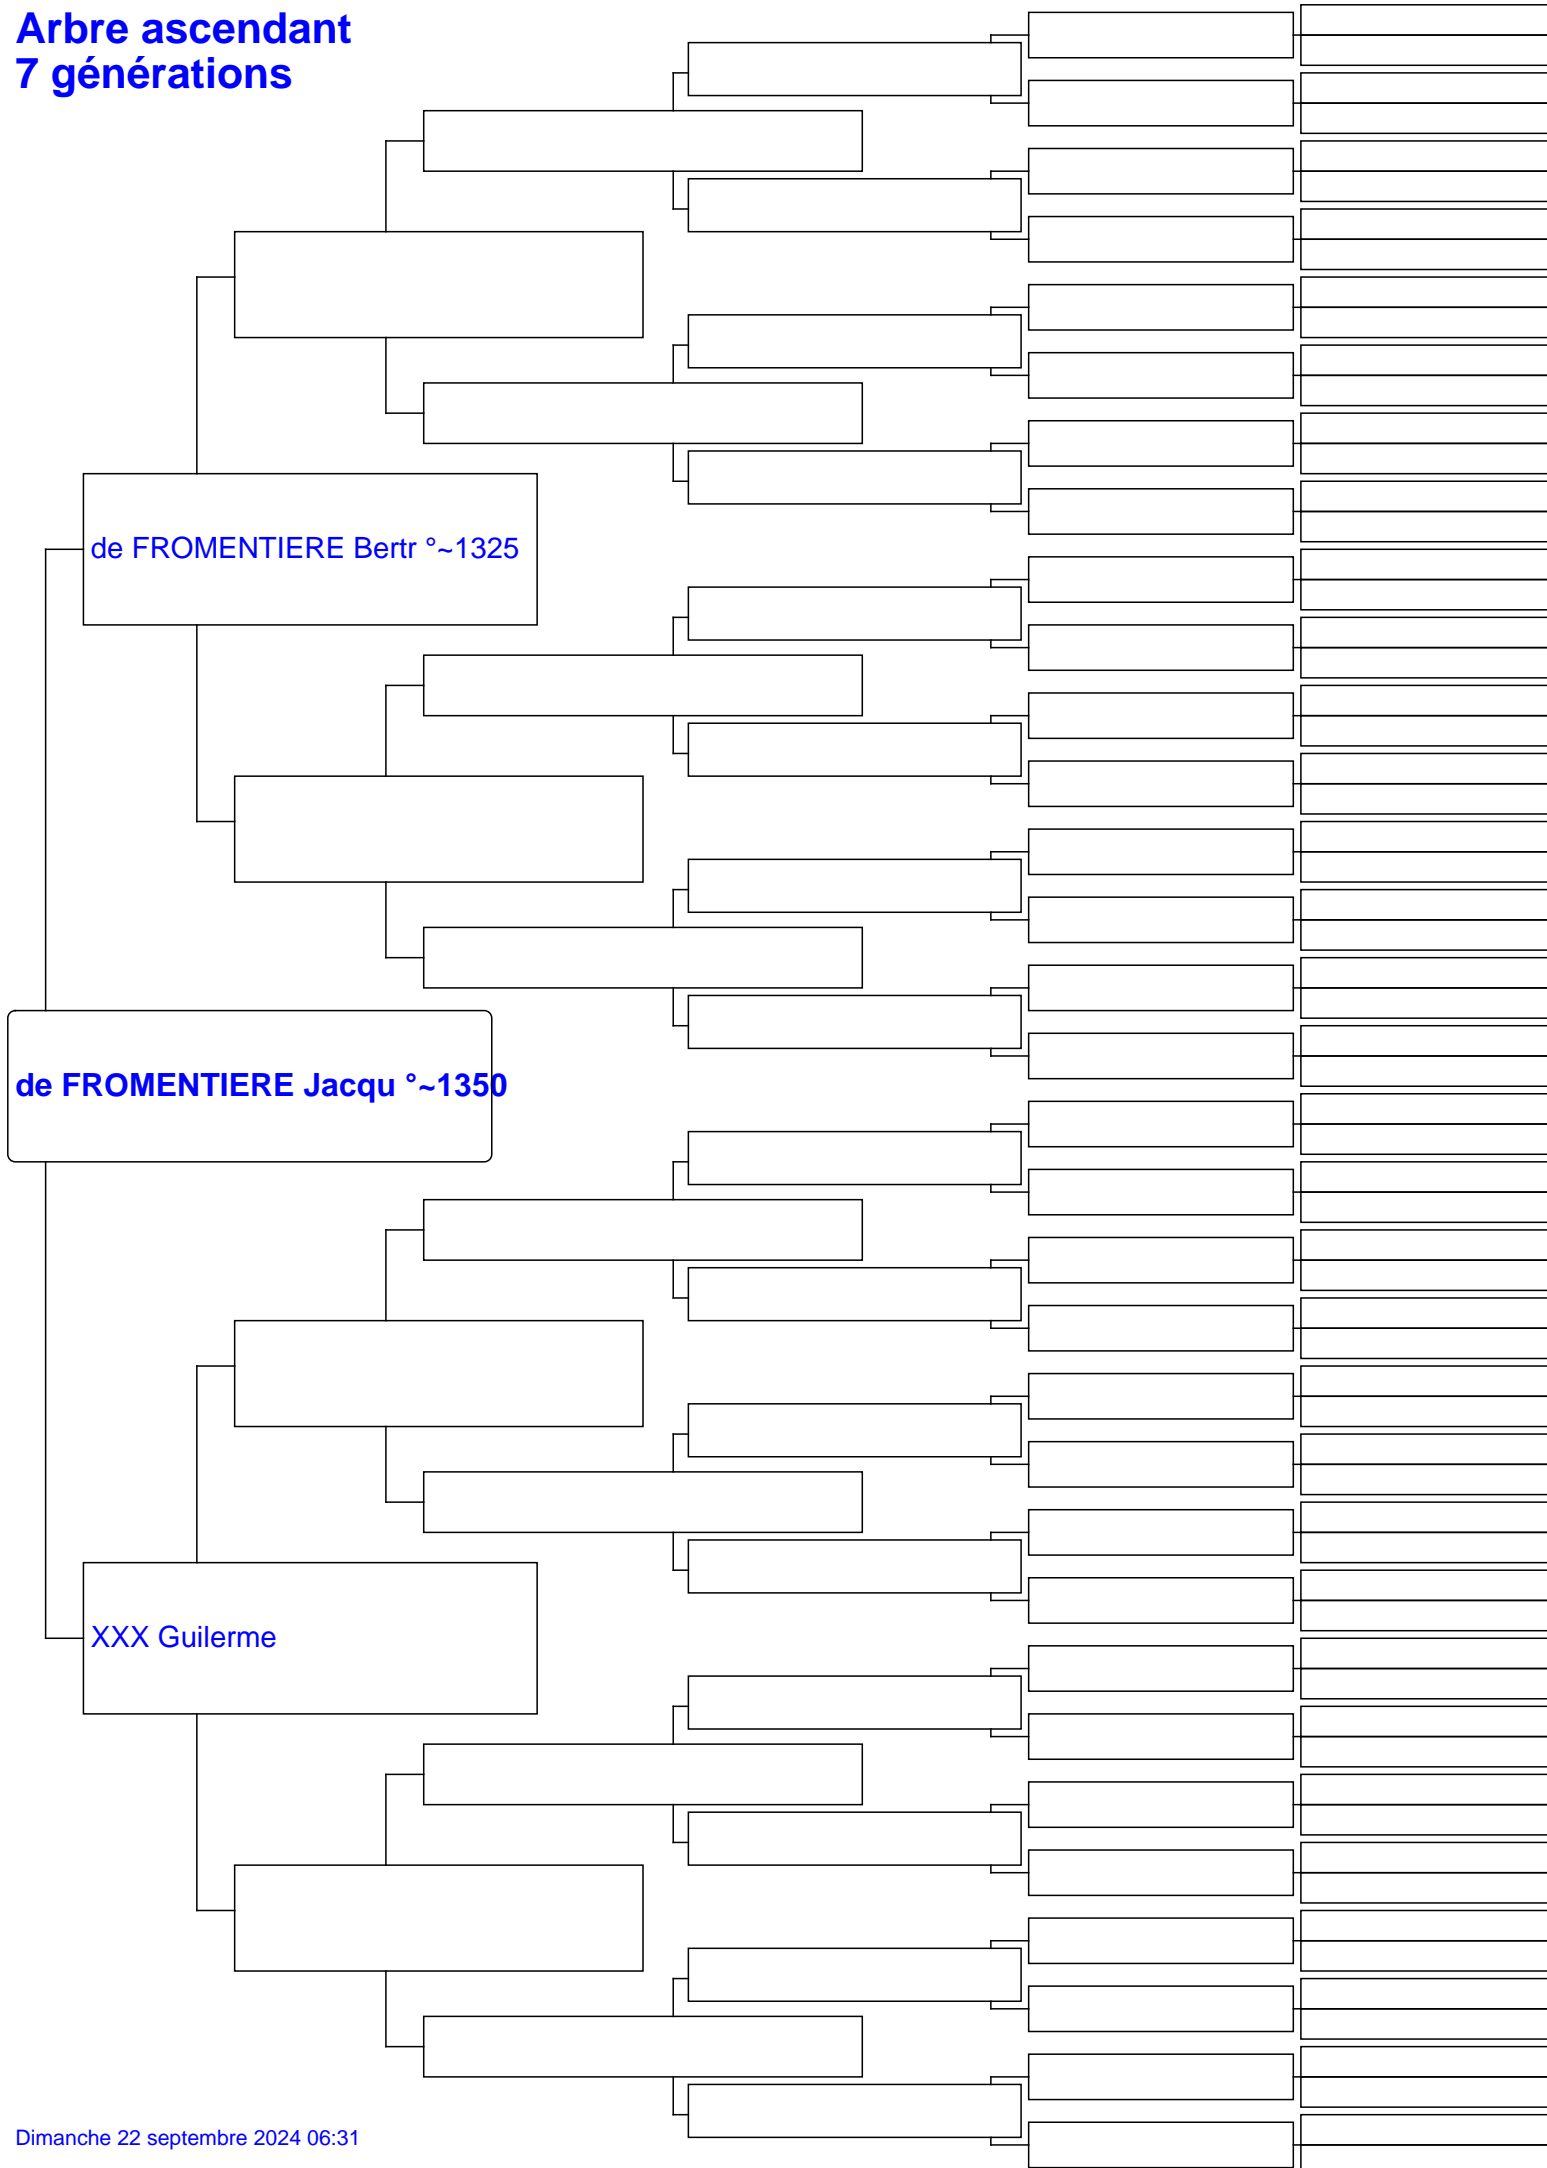 Arbre ascendant
7 générations
de FROMENTIERE Bertr °~1325
de FROMENTIERE Jacqu °~1350
XXX Guilerme
Dimanche 22 septembre 2024 06:31